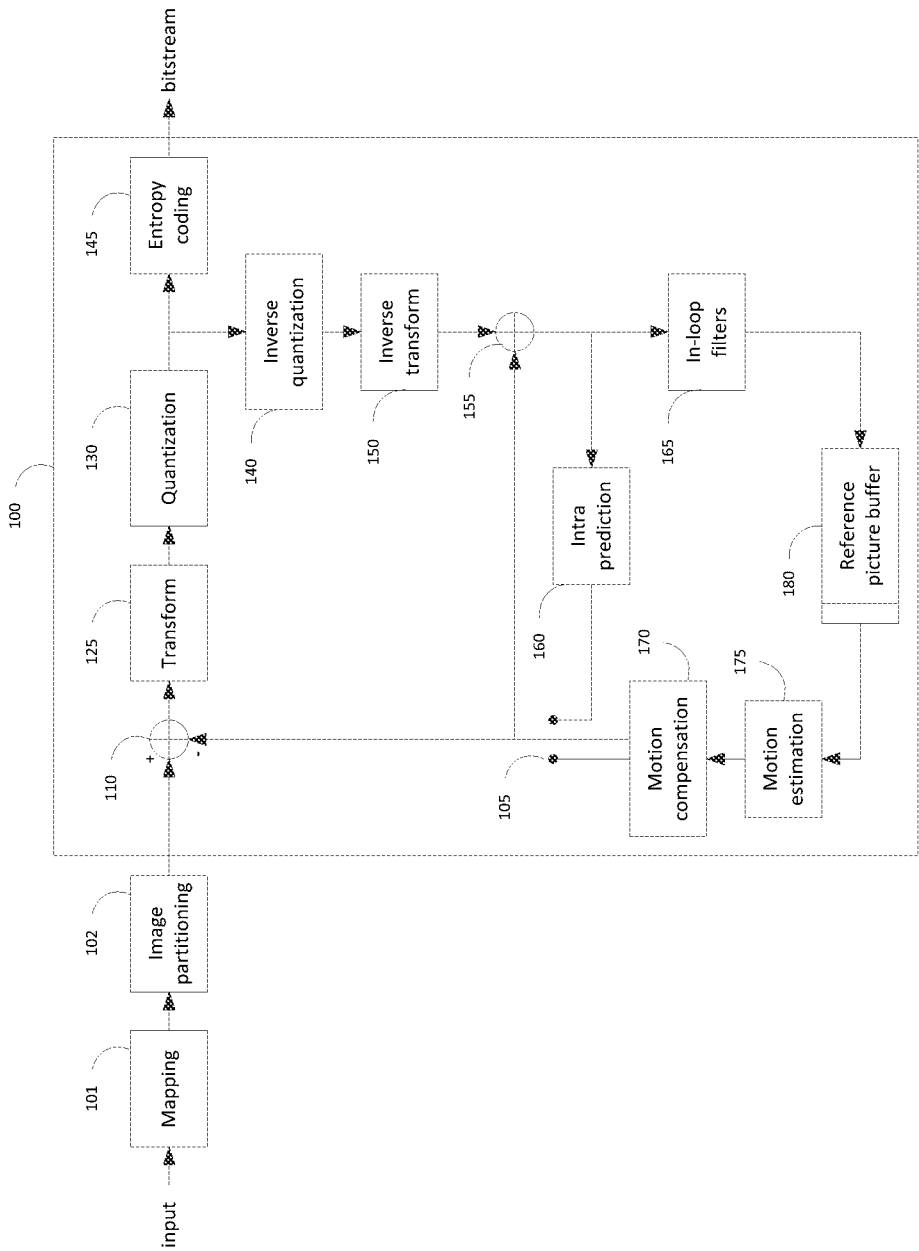 100
input
101
Mapping
102
Image
partitioning
110
+
-
125
Transform
130
Quantization
145
Entropy
coding
bitstream
140
Inverse
quantization
150
Inverse
transform
155
105
160
Intra
prediction
165
In-loop
filters
170
Motion
compensation
175
Motion
estimation
180
Reference
picture buffer